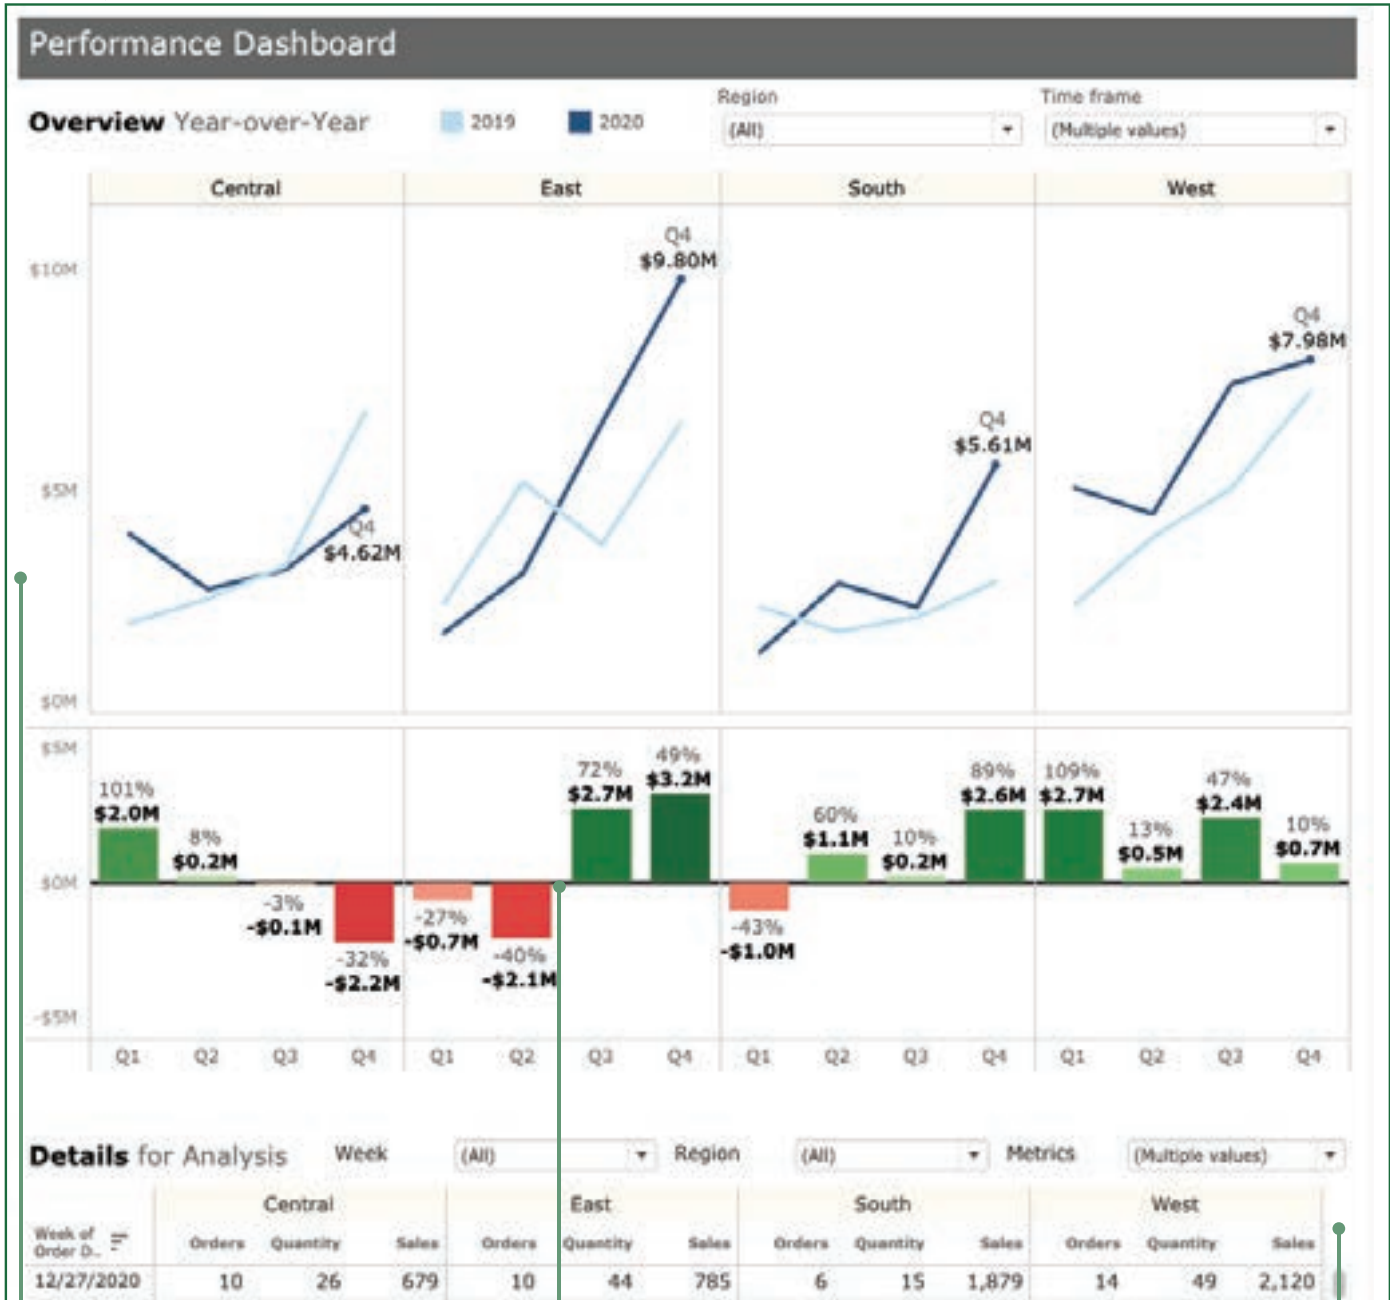 Performance Dashboard
Overview Year-over-Year
2019
2020
Region
(All)
Time frame
(Multiple values)
Central East South West
$10M
$5M
$0M
Q4
$4.62M
Q4
$9.80M
Q4
$5.61M
Q4
$7.98M
$5M
$0M
-$5M
101%
$2.0M
8%
$0.2M
-3%
-$0.1M
-32%
-$2.2M
-27%
-$0.7M
-40%
-$2.1M
72%
$2.7M
49%
$3.2M
-43%
-$1.0M
60%
$1.1M
10%
$0.2M
89%
$2.6M
109%
$2.7M
13%
$0.5M
47%
$2.4M
10%
$0.7M
Q1 Q2 Q3 Q4 Q1 Q2 Q3 Q4 Q1 Q2 Q3 Q4 Q1 Q2 Q3 Q4
Details for Analysis Week (All) Region (All) Metrics (Multiple values)
Central East South West
Week of
Order D..
Orders Quantity Sales Orders Quantity Sales Orders Quantity Sales Orders Quantity Sales
12/27/2020 10 26 679 10 44 785 6 15 1,879 14 49 2,120